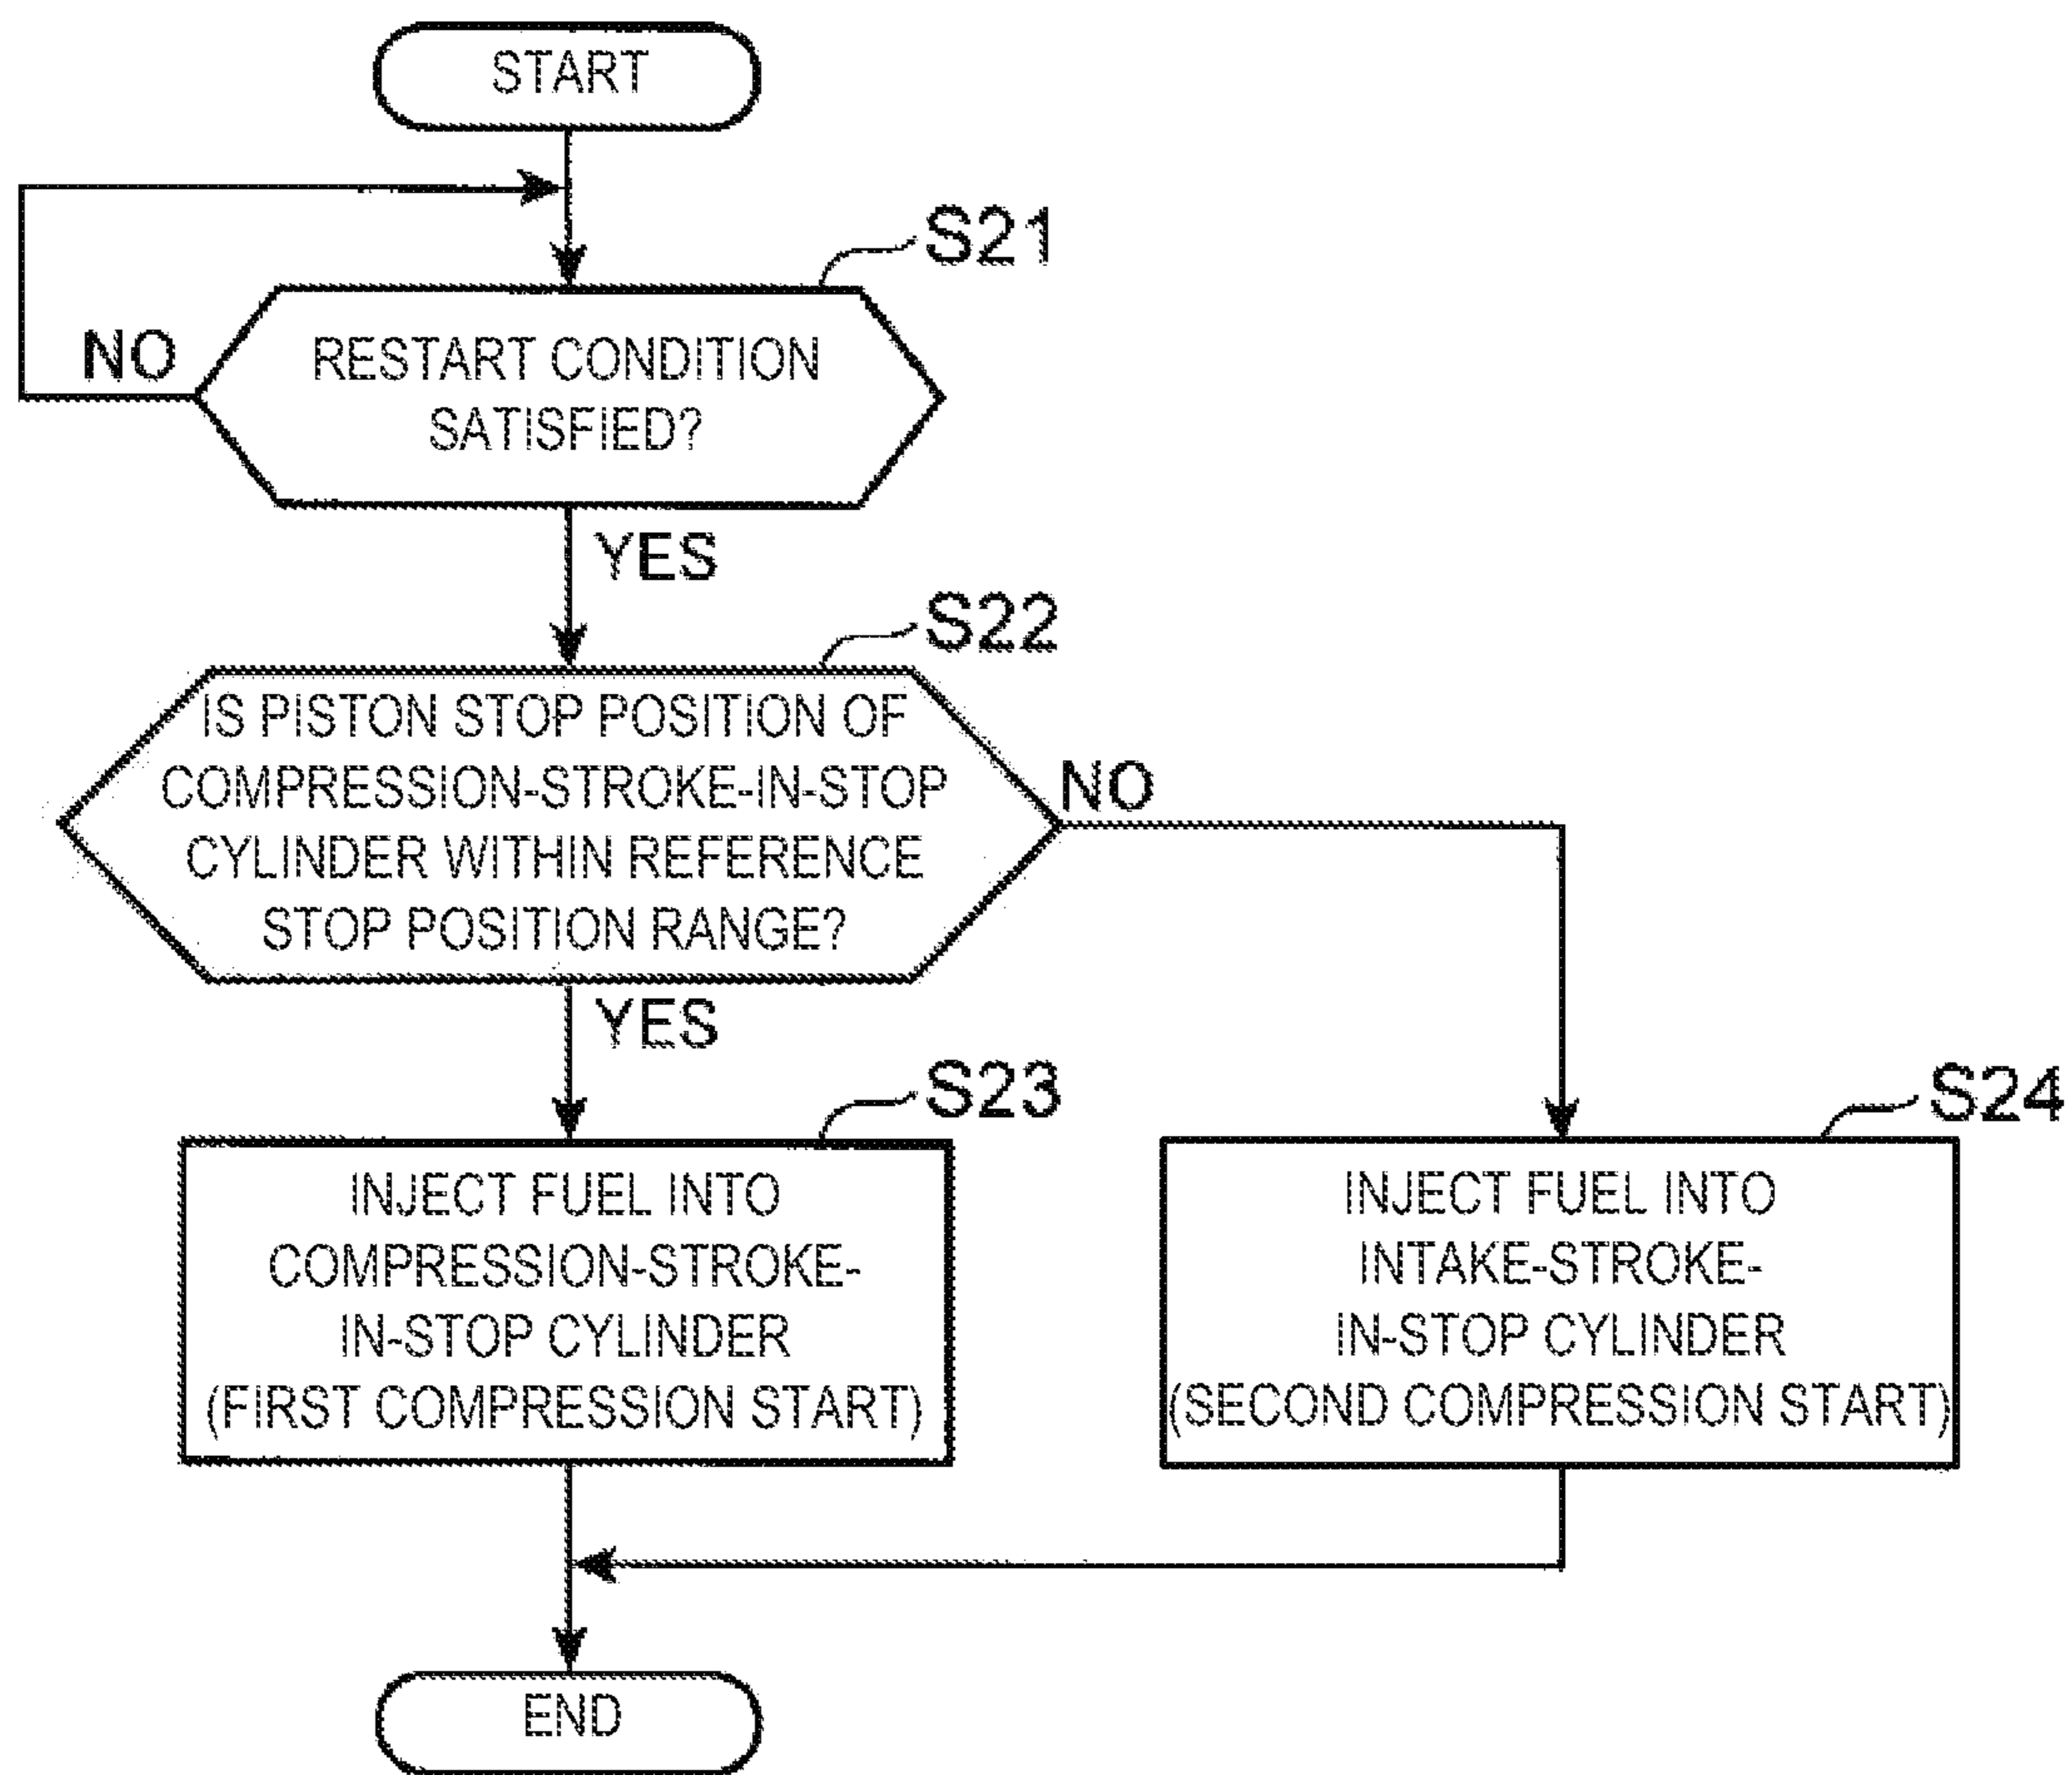 START
S21
NO
RESTART CONDITION
SATISFIED?
YES
S22
IS PISTON STOP POSITION OF
COMPRESSION-STROKE-IN-STOP
CYLINDER WITHIN REFERENCE
STOP POSITION RANGE?
NO
YES
S23
INJECT FUEL INTO
COMPRESSION-STROKE-
IN-STOP CYLINDER
(FIRST COMPRESSION START)
S24
INJECT FUEL INTO
INTAKE-STROKE-
IN-STOP CYLINDER
(SECOND COMPRESSION START)
END